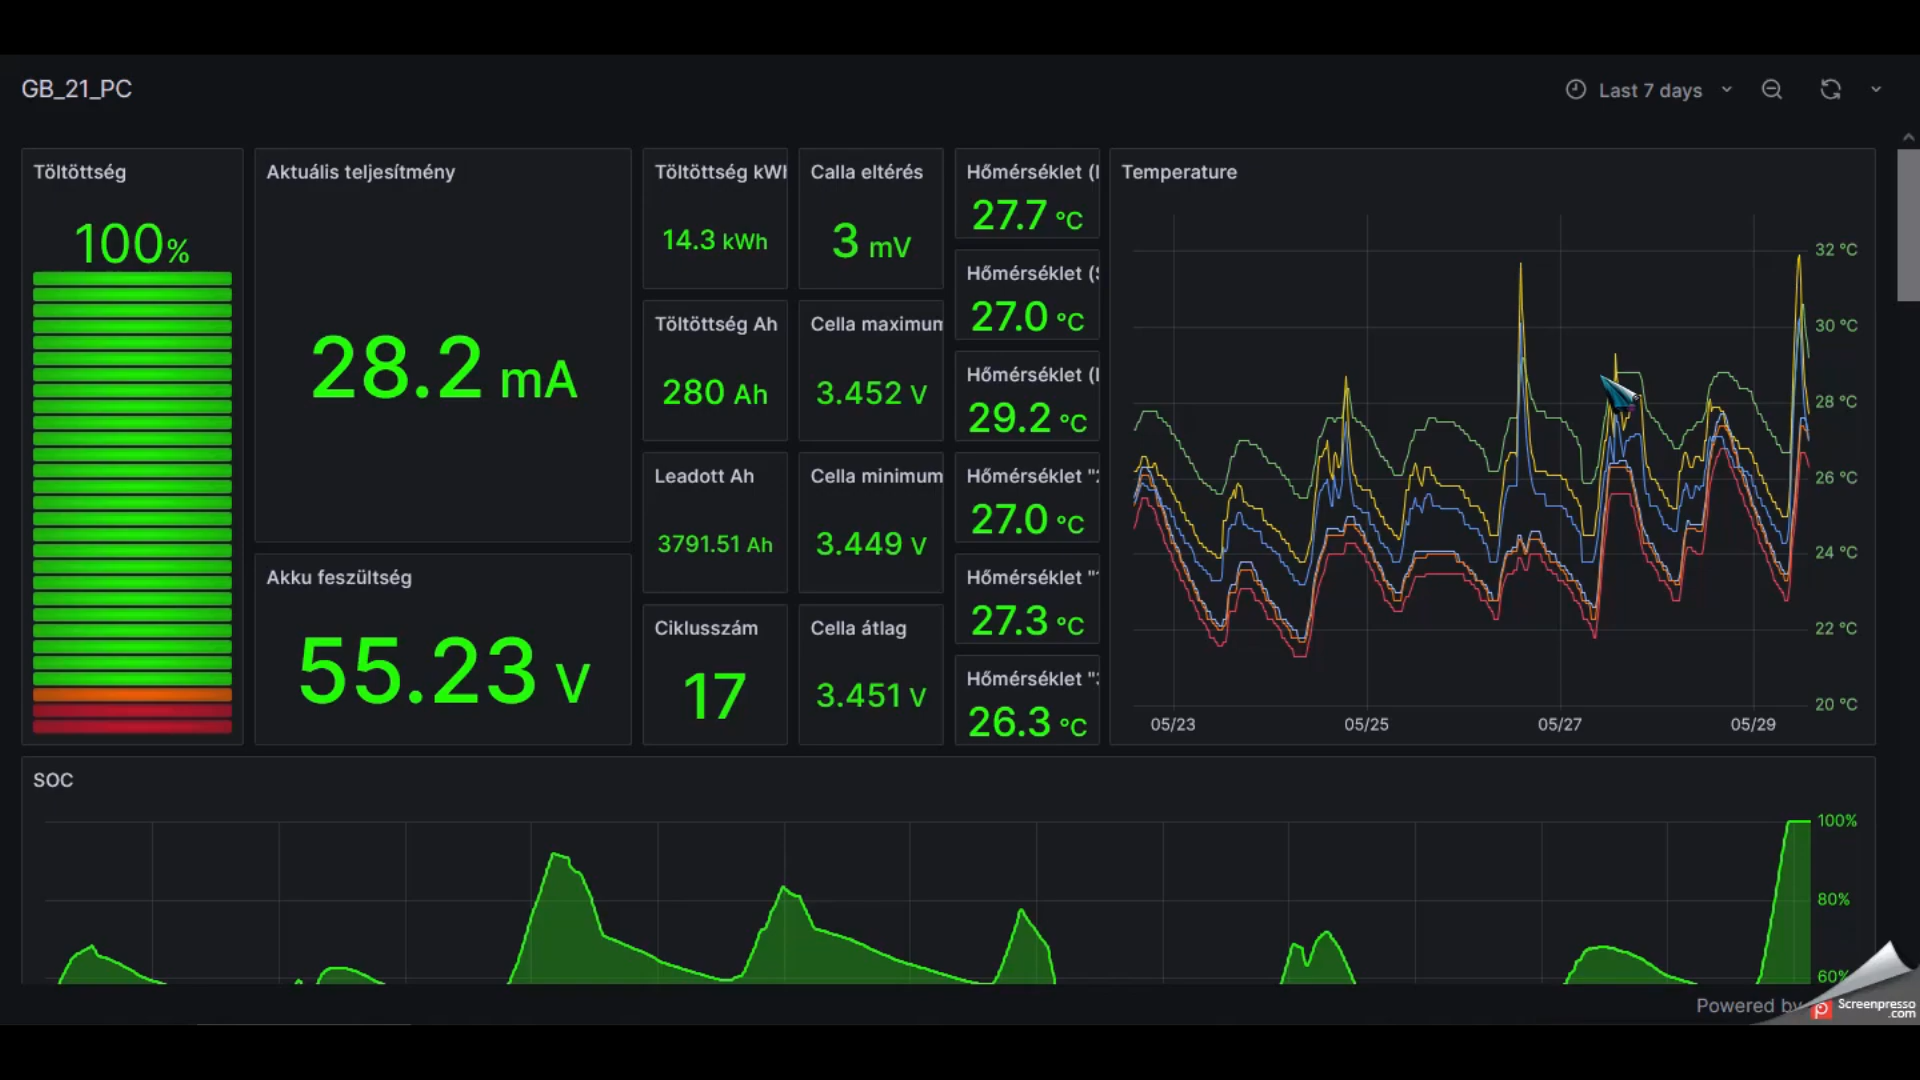 GB_21_PC
Last 7 days
Töltöttség
100%
Aktuális teljesítmény
28.2 mA
Akku feszültség
55.23 V
Töltöttség kWh
14.3 kWh
Töltöttség Ah
280 Ah
Leadott Ah
3791.51 Ah
Ciklusszám
17
Calla eltérés
3 mV
Cella maximum
3.452 V
Cella minimum
3.449 V
Cella átlag
3.451 V
Hőmérséklet (
27.7 °C
Hőmérséklet (
27.0 °C
Hőmérséklet (
29.2 °C
Hőmérséklet "
27.0 °C
Hőmérséklet "
27.3 °C
Hőmérséklet "
26.3 °C
Temperature
32 °C
30 °C
28 °C
26 °C
24 °C
22 °C
20 °C
05/23 05/25 05/27 05/29
SOC
100%
80%
60%
Powered by
Screenpresso
.com